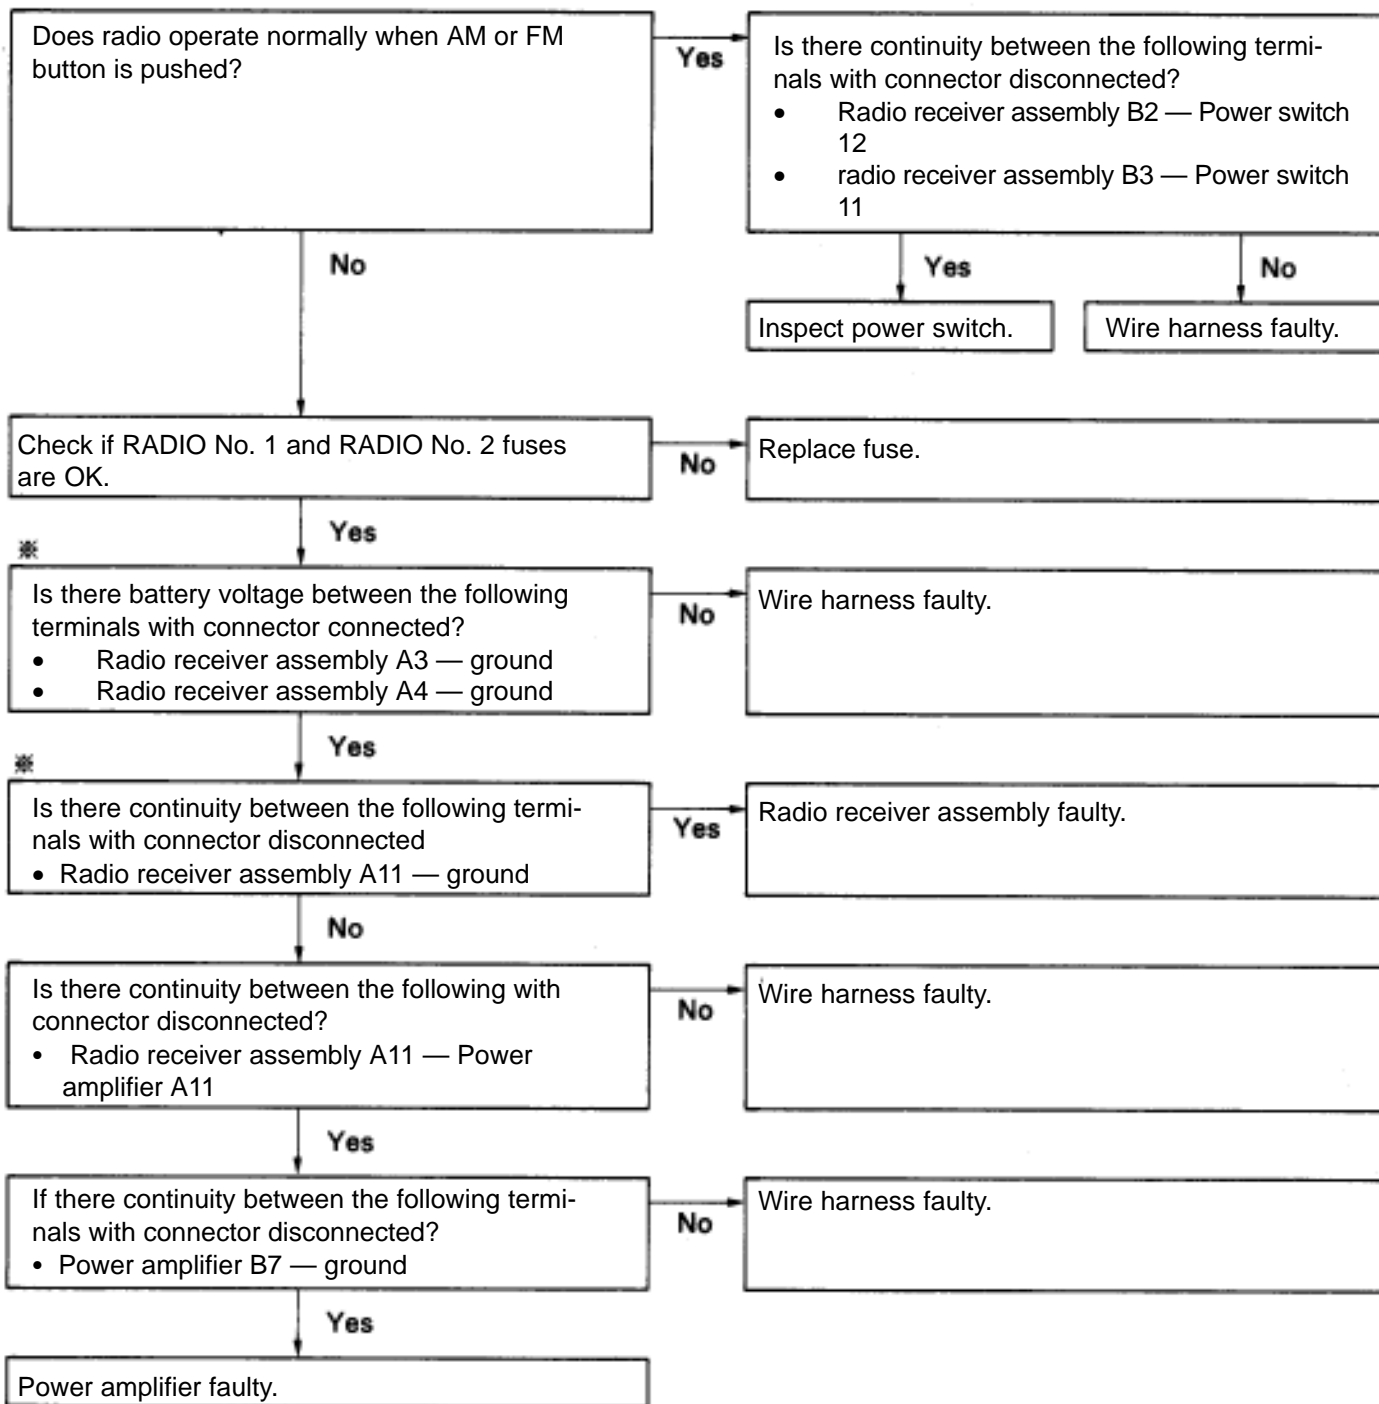 Does radio operate normally when AM or FM
button is pushed?
Yes
Is there continuity between the following termi-
nals with connector disconnected?
• Radio receiver assembly B2 — Power switch
12
• radio receiver assembly B3 — Power switch
11
No
Yes
No
Inspect power switch.
Wire harness faulty.
Check if RADIO No. 1 and RADIO No. 2 fuses
are OK.
No
Replace fuse.
Yes
※
Is there battery voltage between the following
terminals with connector connected?
• Radio receiver assembly A3 — ground
• Radio receiver assembly A4 — ground
No
Wire harness faulty.
Yes
※
Is there continuity between the following termi-
nals with connector disconnected
• Radio receiver assembly A11 — ground
Yes
Radio receiver assembly faulty.
No
Is there continuity between the following with
connector disconnected?
• Radio receiver assembly A11 — Power
amplifier A11
No
Wire harness faulty.
Yes
If there continuity between the following termi-
nals with connector disconnected?
• Power amplifier B7 — ground
No
Wire harness faulty.
Yes
Power amplifier faulty.